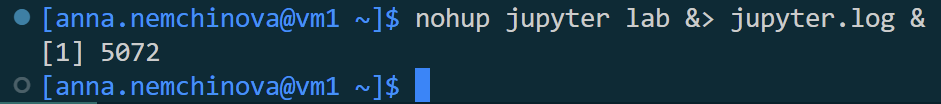 [anna.nemchinova@vm1 ~]$ nohup jupyter lab &> jupyter.log &
[1] 5072
[anna.nemchinova@vm1 ~]$